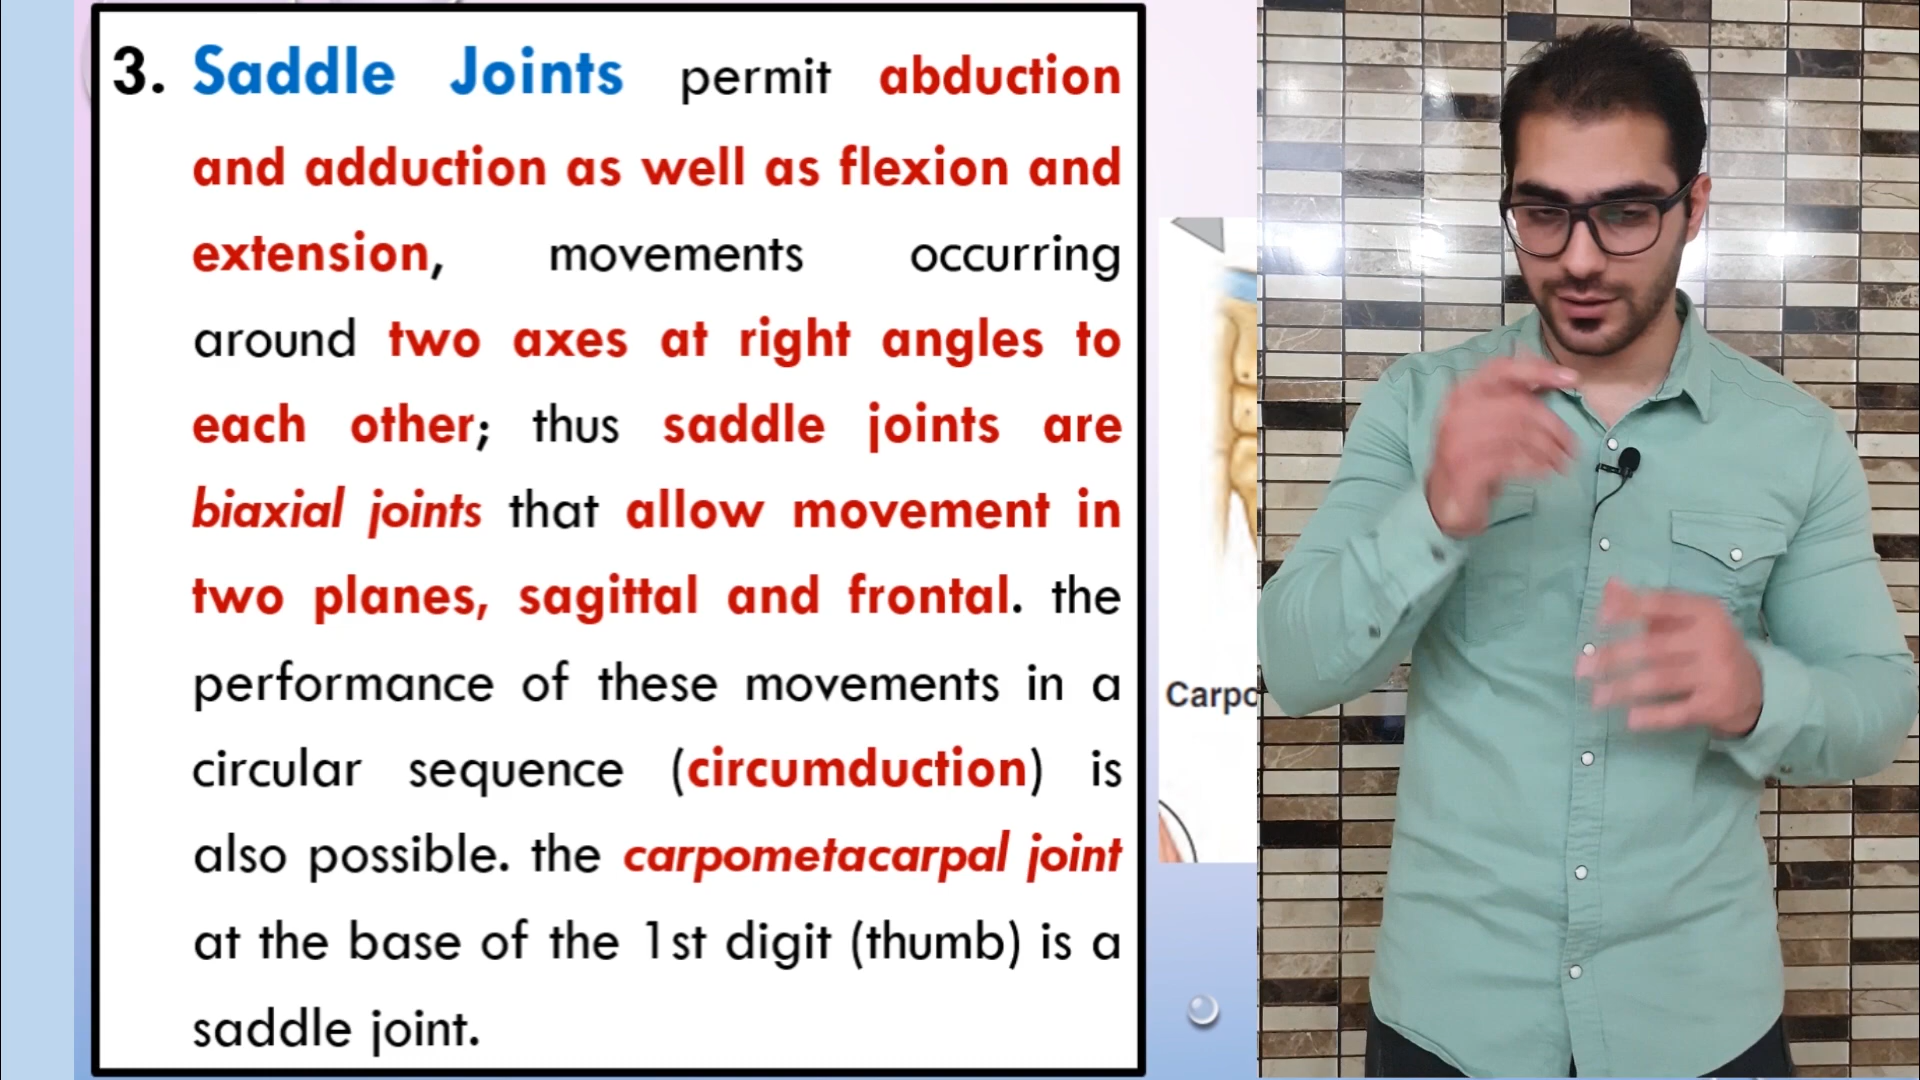 3. Saddle Joints permit abduction
and adduction as well as flexion and
extension, movements occurring
around two axes at right angles to
each other; thus saddle joints are
biaxial joints that allow movement in
two planes, sagittal and frontal. the
performance of these movements in a
circular sequence (circumduction) is
also possible. the carpometacarpal joint
at the base of the 1st digit (thumb) is a
saddle joint.
Carpo